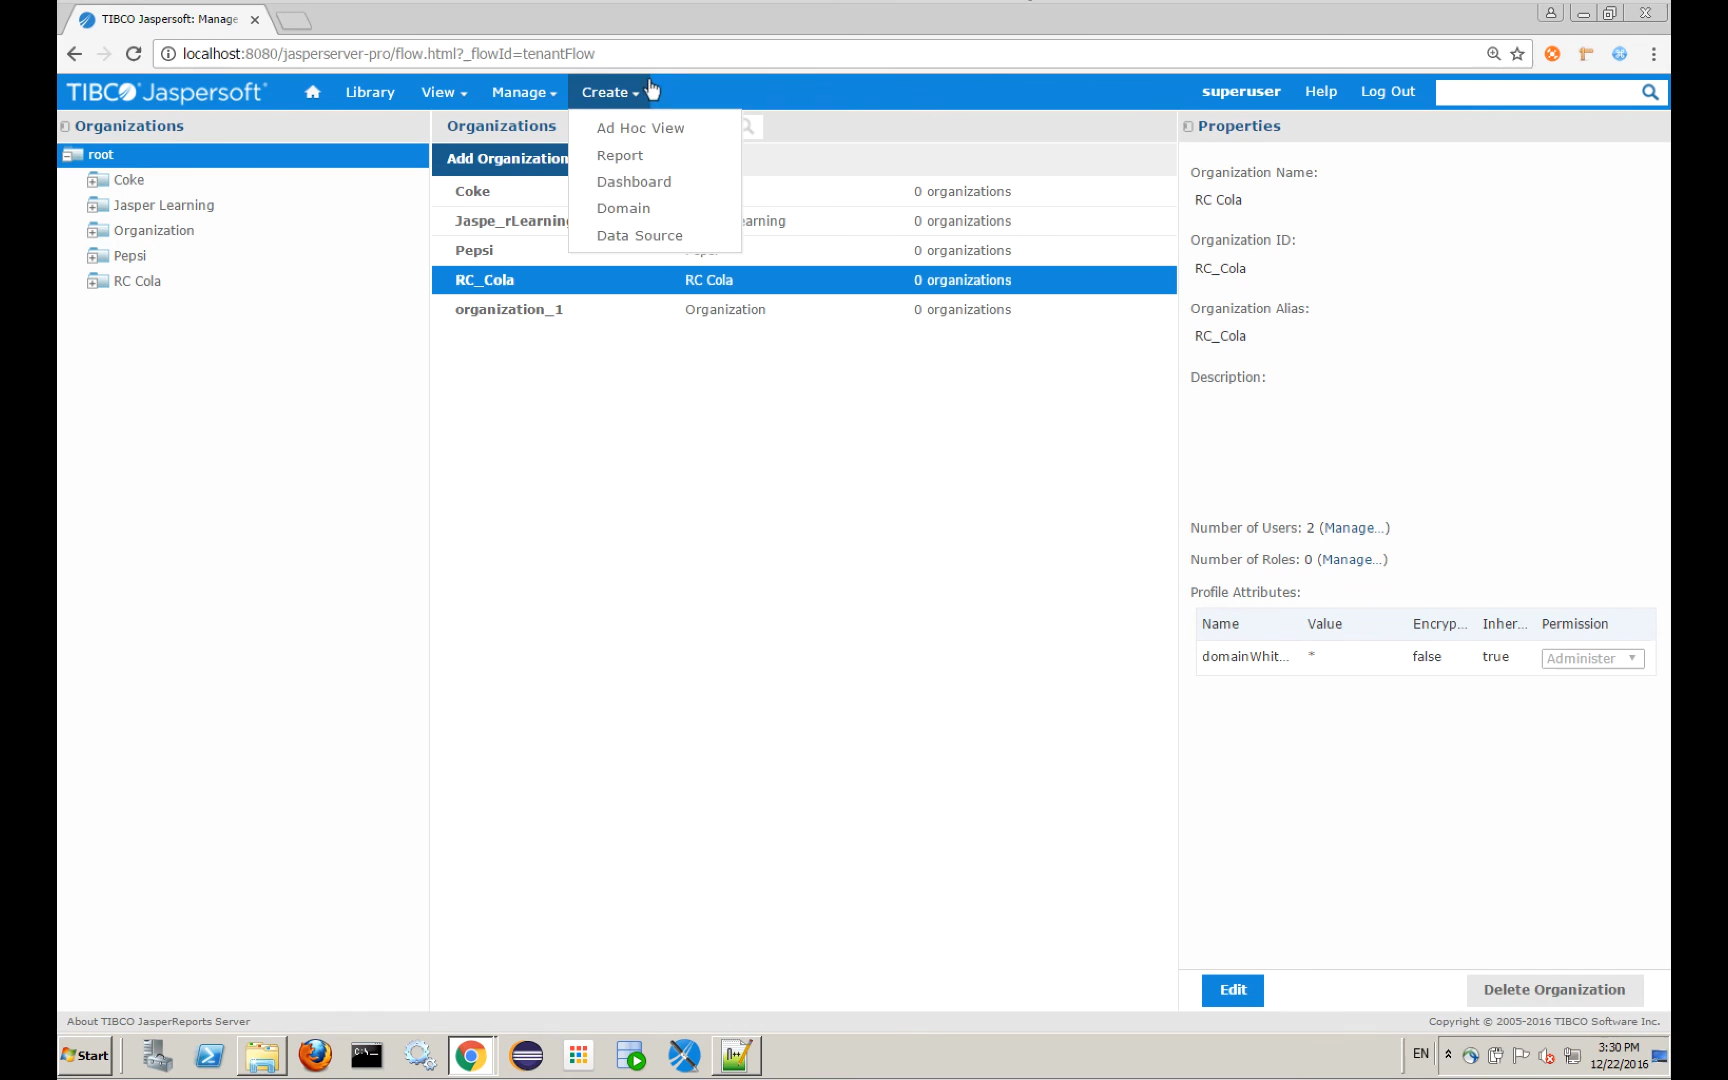 TIBCO Jaspersoft: Manage
localhost:8080/jasperserver-pro/flow.html?_flowId=tenantFlow
TIBCO Jaspersoft
Library
View
Manage
Create
superuser
Help
Log Out
Organizations
root
Coke
Jasper Learning
Organization
Pepsi
RC Cola
Organizations
Add Organization
Ad Hoc View
Report
Dashboard
Domain
Data Source
Coke 0 organizations
Jaspe_rLearning earning 0 organizations
Pepsi 0 organizations
RC_Cola RC Cola 0 organizations
organization_1 Organization 0 organizations
Properties
Organization Name:
RC Cola
Organization ID:
RC_Cola
Organization Alias:
RC_Cola
Description:
Number of Users: 2 (Manage...)
Number of Roles: 0 (Manage...)
Profile Attributes:
Name Value Encryp... Inher... Permission
domainWhit... * false true Administer
Edit
Delete Organization
About TIBCO JasperReports Server
Copyright © 2005-2016 TIBCO Software Inc.
Start
EN
3:30 PM
12/22/2016